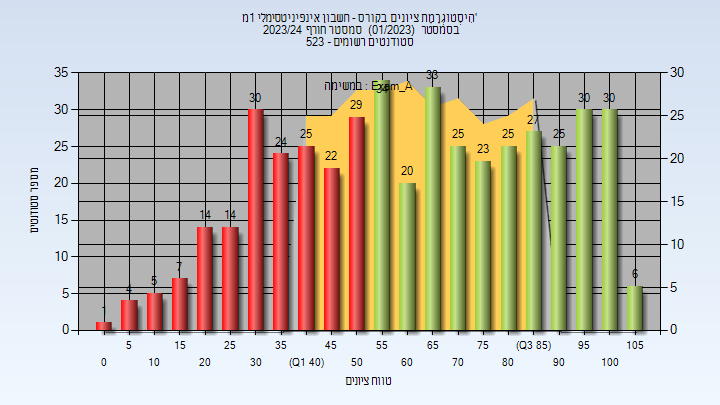 היסטוגרמת ציונים בקורס - חשבון אינפיניטסימלי 1מ'
בסמסטר (01/2023) סמסטר חורף 2023/24
סטודנטים רשומים - 523
במשימה : Exam_A
מספר סטודנטים
35 30 25 20 15 10 5 0
30 25 20 15 10 5 0
1 4 5 7 14 14 30 24 25 22 29 34 20 33 25 23 25 27 25 30 30 6
5 15 25 35 45 55 65 75 (Q3 85) 95 105
0 10 20 30 (Q1 40) 50 60 70 80 90 100
טווח ציונים